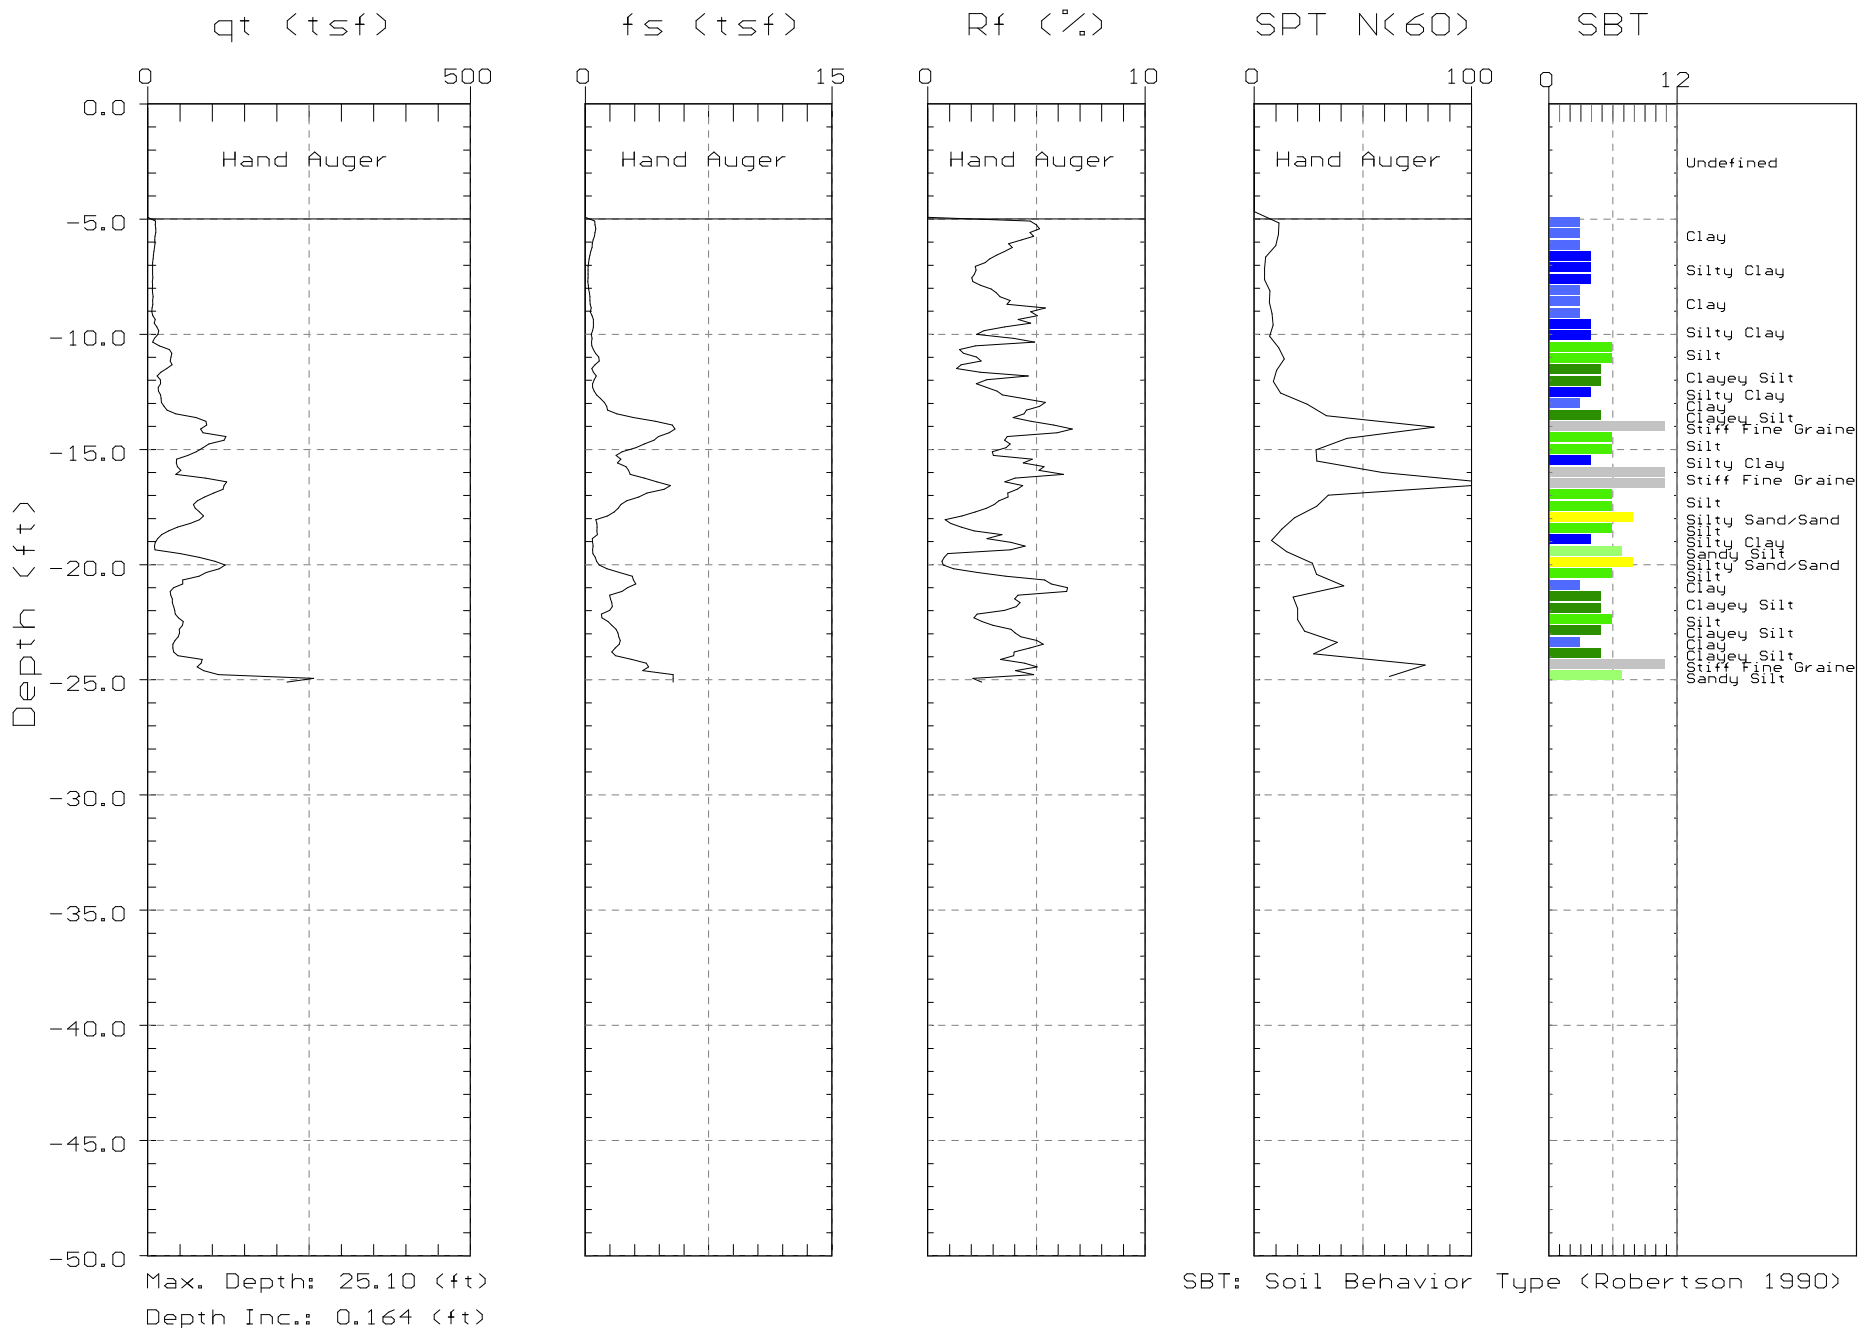 qt (tsf) fs (tsf) Rf (%) SPT N(60) SBT
0 500 0 15 0 10 0 100 0 12
0.0
Hand Auger Hand Auger Hand Auger Hand Auger
Undefined
-5.0
Clay
Silty Clay
Clay
Silty Clay
-10.0
Silt
Clayey Silt
Silty Clay
Clay
Clayey Silt
Stiff Fine Graine
Silt
-15.0
Silty Clay
Stiff Fine Graine
Silt
Silty Sand/Sand
Silt
Silty Clay
Sandy Silt
Silty Sand/Sand
-20.0
Silt
Clay
Clayey Silt
Silt
Clayey Silt
Clay
Clayey Silt
Stiff Fine Graine
Sandy Silt
-25.0
Depth (ft)
-30.0
-35.0
-40.0
-45.0
-50.0
Max. Depth: 25.10 (ft) SBT: Soil Behavior Type (Robertson 1990)
Depth Inc.: 0.164 (ft)